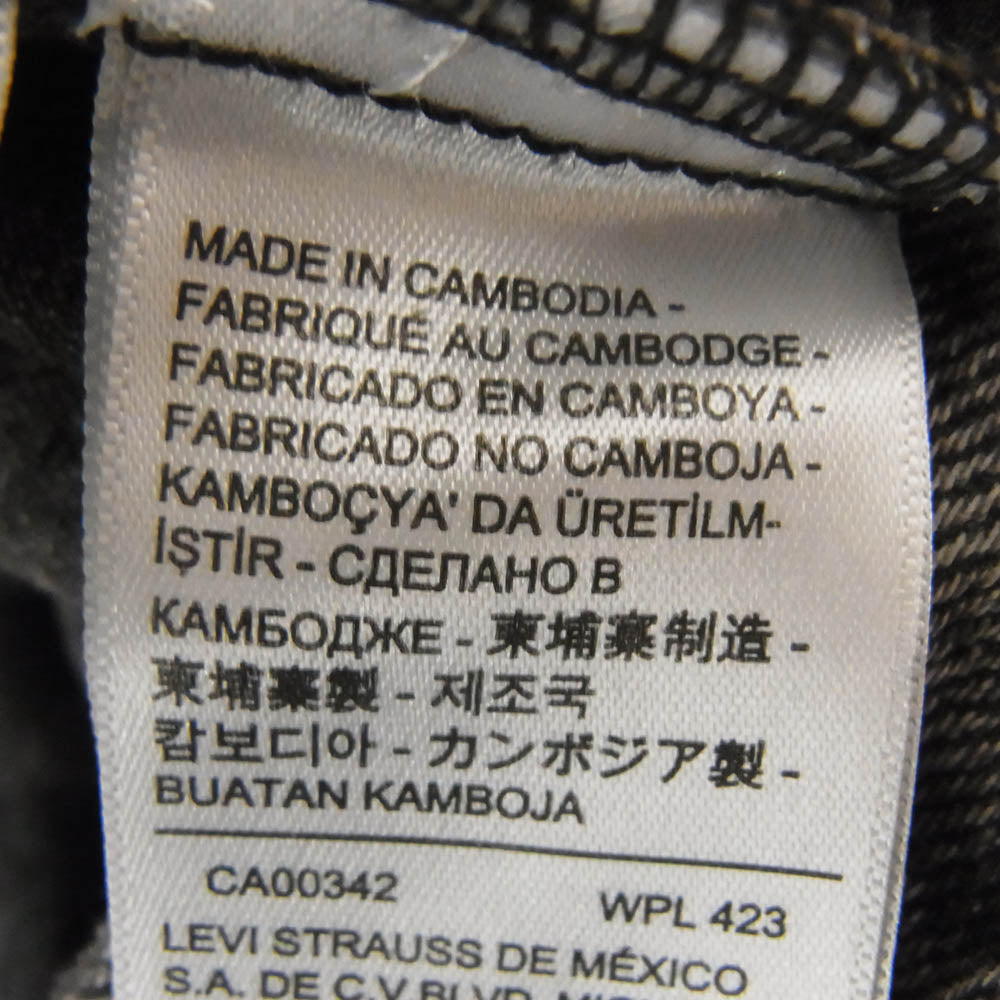 MADE IN CAMBODIA -
FABRIQUÉ AU CAMBODGE -
FABRICADO EN CAMBOYA -
FABRICADO NO CAMBOJA -
KAMBOÇYA' DA ÜRETİLM-
İŞTİR - СДЕЛАНО В
КАМБОДЖЕ - 柬埔寨制造 -
柬埔寨製 - 제조국
캄보디아 - カンボジア製 -
BUATAN KAMBOJA
CA00342 WPL 423
LEVI STRAUSS DE MÉXICO
S.A. DE C.V. BLVD.